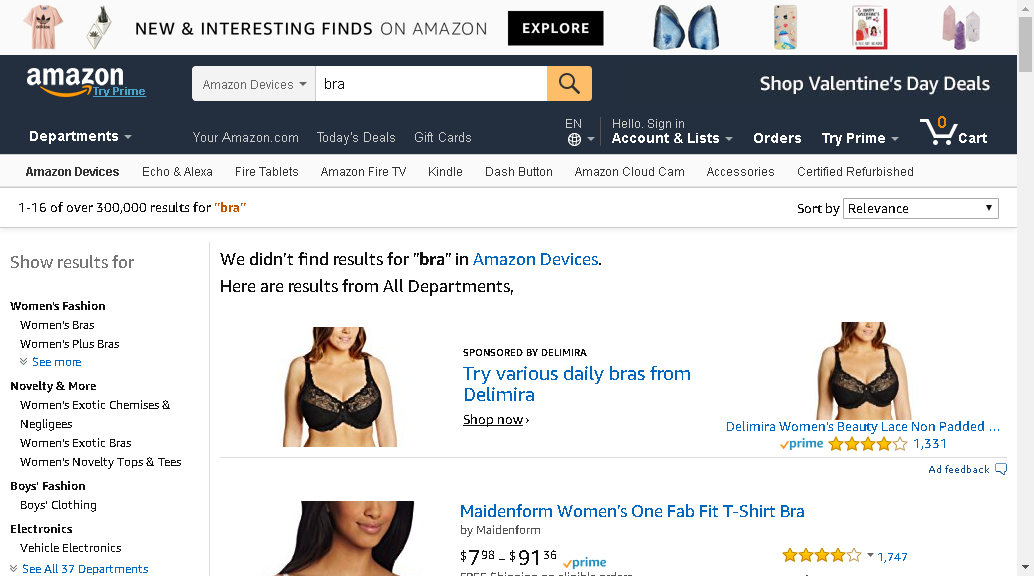 NEW & INTERESTING FINDS ON AMAZON EXPLORE
amazon
Try Prime
Amazon Devices bra
Shop Valentine's Day Deals
Departments
Your Amazon.com Today's Deals Gift Cards
EN
Hello. Sign in
Account & Lists
Orders
Try Prime
0
Cart
Amazon Devices Echo & Alexa Fire Tablets Amazon Fire TV Kindle Dash Button Amazon Cloud Cam Accessories Certified Refurbished
1-16 of over 300,000 results for "bra"
Sort by Relevance
Show results for
Women's Fashion
Women's Bras
Women's Plus Bras
See more
Novelty & More
Women's Exotic Chemises &
Negligees
Women's Exotic Bras
Women's Novelty Tops & Tees
Boys' Fashion
Boys' Clothing
Electronics
Vehicle Electronics
See All 37 Departments
We didn't find results for "bra" in Amazon Devices.
Here are results from All Departments,
SPONSORED BY DELIMIRA
Try various daily bras from
Delimira
Shop now ›
Delimira Women's Beauty Lace Non Padded ...
prime 1,331
Ad feedback
Maidenform Women's One Fab Fit T-Shirt Bra
by Maidenform
$7 98 - $91 36 prime
1,747
FREE Shipping on eligible orders